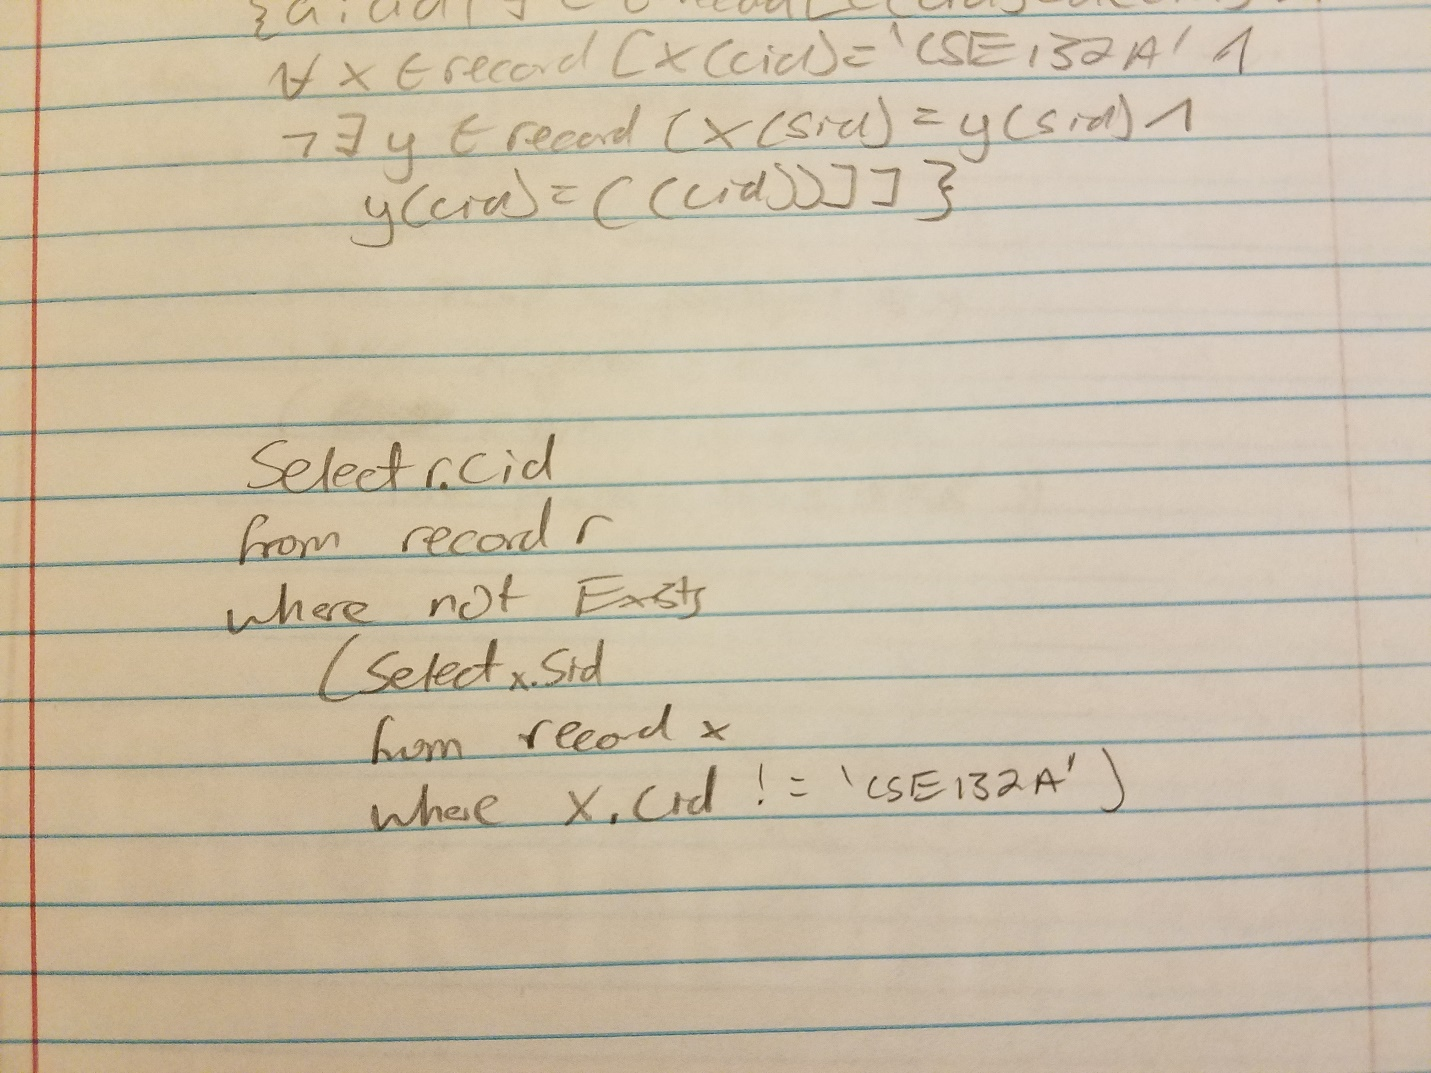 ∀ x ∈ record [x(cid)= 'CSE132A' ∧
¬∃ y ∈ record (x(sid) = y(sid) ∧
y(cid) = ( (cid))]]}
Select r.cid
from record r
where not Exists
(Select x.Sid
from record x
where x.Cid != 'CSE132A')